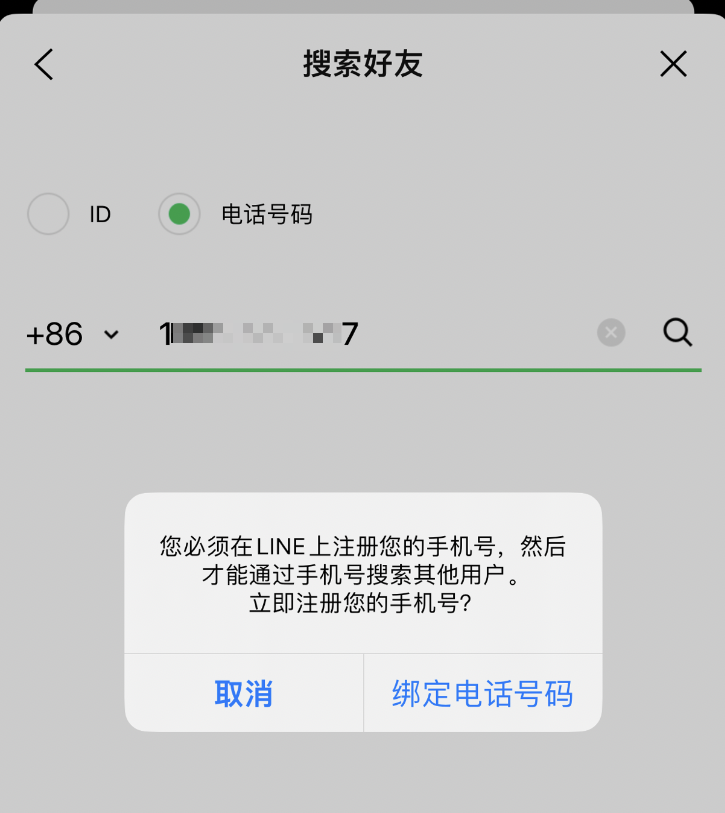 搜索好友
ID 电话号码
+86 1 7
您必须在LINE上注册您的手机号，然后
才能通过手机号搜索其他用户。
立即注册您的手机号?
取消 绑定电话号码